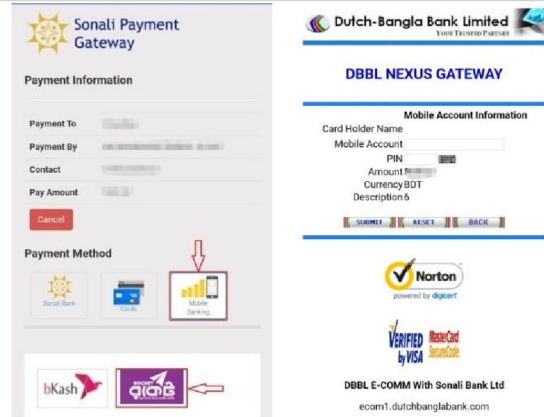 Sonali Payment
Gateway
Payment Information
Payment To
Payment By
Contact
Pay Amount
Cancel
Payment Method
Sonali Bank
Cards
Mobile
Banking
bKash
ROCKET
রকেট
Dutch-Bangla Bank Limited
YOUR TRUSTED PARTNER
DBBL NEXUS GATEWAY
Mobile Account Information
Card Holder Name
Mobile Account
PIN
Amount
Currency BDT
Description 6
SUBMIT
RESET
BACK
Norton
powered by digicert
VERIFIED
by VISA
MasterCard
SecureCode.
DBBL E-COMM With Sonali Bank Ltd
ecom1.dutchbanglabank.com